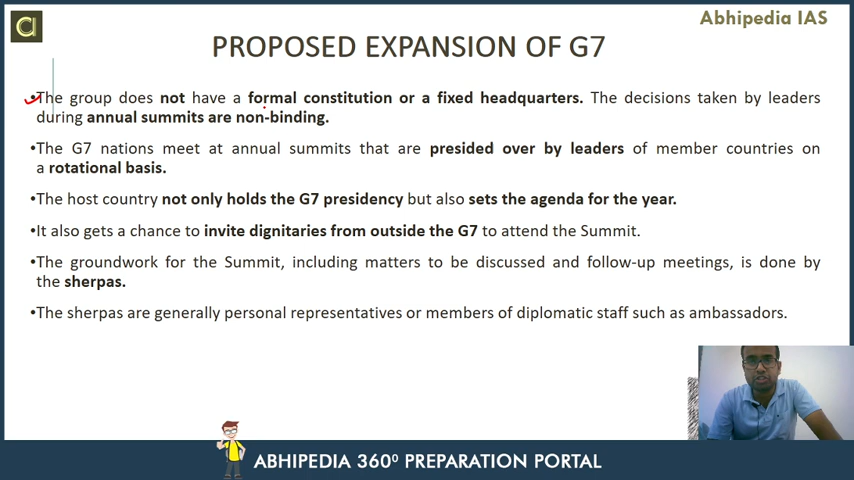 Abhipedia IAS
PROPOSED EXPANSION OF G7
•The group does not have a formal constitution or a fixed headquarters. The decisions taken by leaders
during annual summits are non-binding.
•The G7 nations meet at annual summits that are presided over by leaders of member countries on
a rotational basis.
•The host country not only holds the G7 presidency but also sets the agenda for the year.
•It also gets a chance to invite dignitaries from outside the G7 to attend the Summit.
•The groundwork for the Summit, including matters to be discussed and follow-up meetings, is done by
the sherpas.
•The sherpas are generally personal representatives or members of diplomatic staff such as ambassadors.
ABHIPEDIA 360⁰ PREPARATION PORTAL